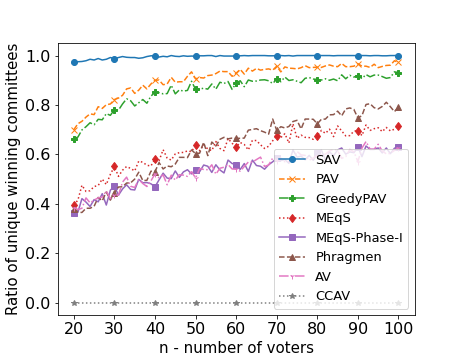 Ratio of unique winning committees
1.0
0.8
0.6
0.4
0.2
0.0
SAV
PAV
GreedyPAV
MEqS
MEqS-Phase-I
Phragmen
AV
CCAV
20 30 40 50 60 70 80 90 100
n - number of voters